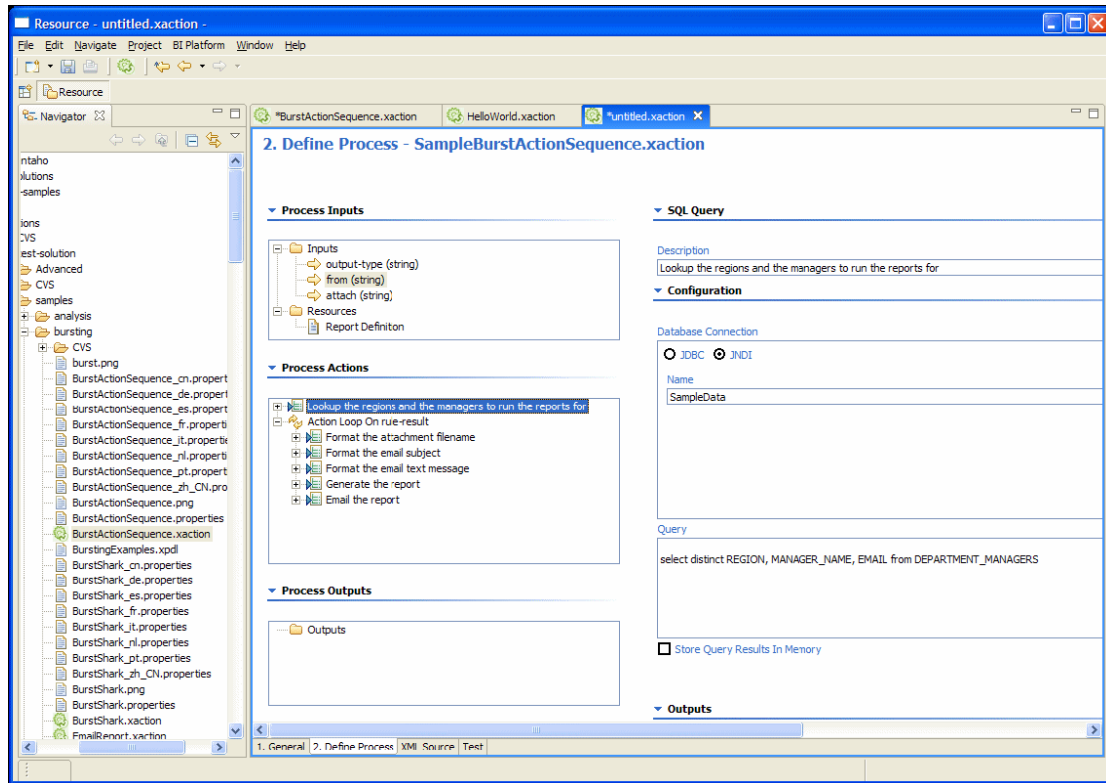 Resource - untitled.xaction -
File Edit Navigate Project BI Platform Window Help
Resource
Navigator
ntaho
olutions
-samples
ions
CVS
est-solution
Advanced
CVS
samples
analysis
bursting
CVS
burst.png
BurstActionSequence_cn.propert
BurstActionSequence_de.propert
BurstActionSequence_es.propert
BurstActionSequence_fr.properti
BurstActionSequence_it.propertie
BurstActionSequence_nl.properti
BurstActionSequence_pt.propert
BurstActionSequence_zh_CN.pro
BurstActionSequence.png
BurstActionSequence.properties
BurstActionSequence.xaction
BurstingExamples.xpdl
BurstShark_cn.properties
BurstShark_de.properties
BurstShark_es.properties
BurstShark_fr.properties
BurstShark_it.properties
BurstShark_nl.properties
BurstShark_pt.properties
BurstShark_zh_CN.properties
BurstShark.png
BurstShark.properties
BurstShark.xaction
EmailReport.xaction
*BurstActionSequence.xaction HelloWorld.xaction *untitled.xaction
2. Define Process - SampleBurstActionSequence.xaction
Process Inputs
Inputs
output-type (string)
from (string)
attach (string)
Resources
Report Definiton
Process Actions
Lookup the regions and the managers to run the reports for
Action Loop On rue-result
Format the attachment filename
Format the email subject
Format the email text message
Generate the report
Email the report
Process Outputs
Outputs
SQL Query
Description
Lookup the regions and the managers to run the reports for
Configuration
Database Connection
JDBC JNDI
Name
SampleData
Query
select distinct REGION, MANAGER_NAME, EMAIL from DEPARTMENT_MANAGERS
Store Query Results In Memory
Outputs
1. General 2. Define Process XML Source Test